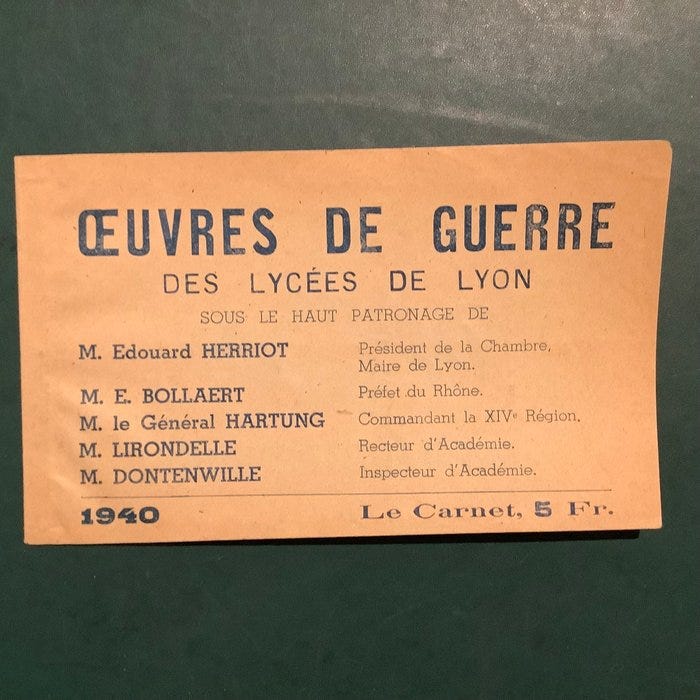 ŒUVRES DE GUERRE
DES LYCÉES DE LYON
SOUS LE HAUT PATRONAGE DE
M. Edouard HERRIOT Président de la Chambre,
Maire de Lyon.
M. E. BOLLAERT Préfet du Rhône.
M. le Général HARTUNG Commandant la XIVe Région.
M. LIRONDELLE Recteur d'Académie.
M. DONTENWILLE Inspecteur d'Académie.
1940 Le Carnet, 5 Fr.